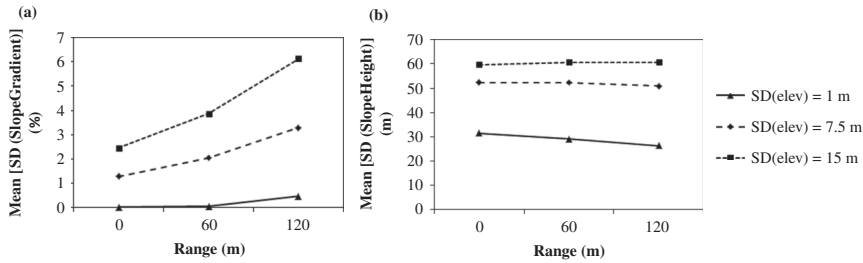 (a)
Mean [SD (SlopeGradient)]
(%)
7
6
5
4
3
2
1
0
0 60 120
Range (m)
(b)
Mean [SD (SlopeHeight)]
(m)
70
60
50
40
30
20
10
0
0 60 120
Range (m)
SD(elev) = 1 m
SD(elev) = 7.5 m
SD(elev) = 15 m